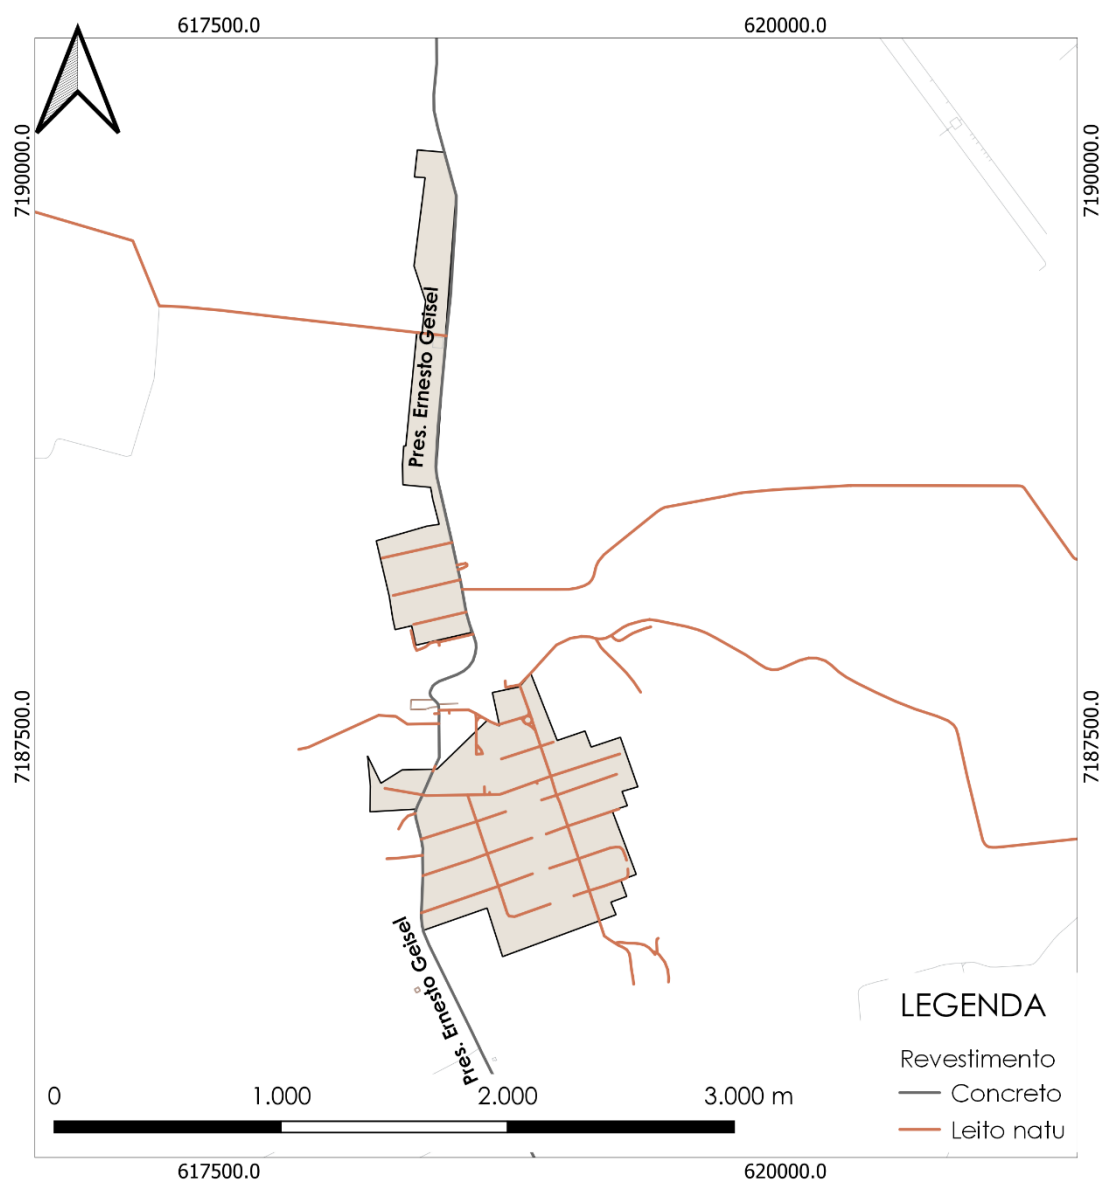 617500.0
620000.0
7190000.0
7190000.0
Pres. Ernesto Geisel
7187500.0
7187500.0
Pres. Ernesto Geisel
LEGENDA
Revestimento
Concreto
Leito natu
0 1.000 2.000 3.000 m
617500.0
620000.0